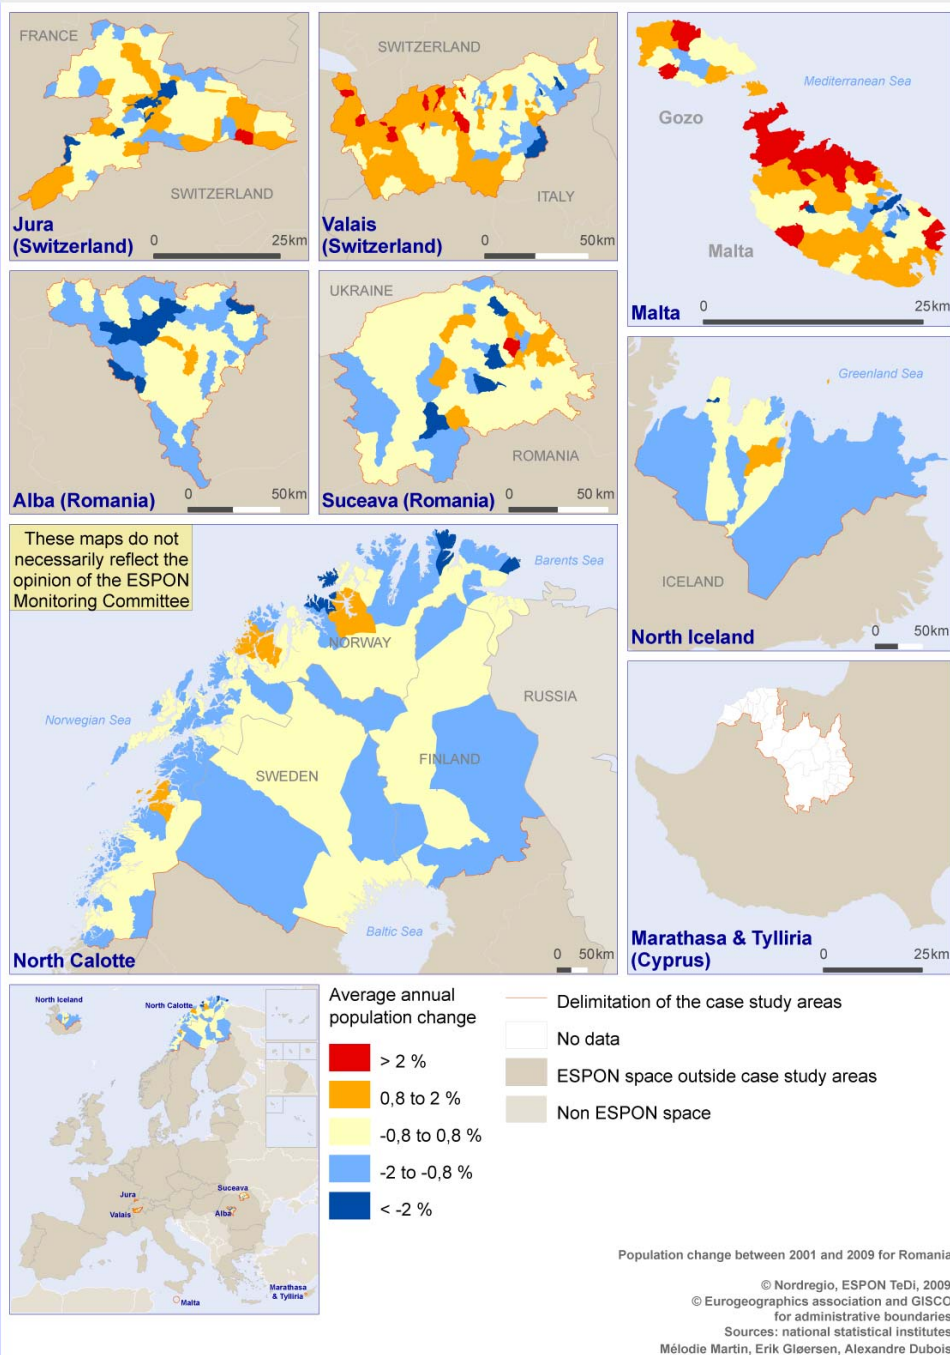 FRANCE
SWITZERLAND
Jura
(Switzerland)
0
25km
SWITZERLAND
ITALY
Valais
(Switzerland)
0
50km
Mediterranean Sea
Gozo
Malta
Malta
0
25km
Alba (Romania)
0
50km
UKRAINE
ROMANIA
Suceava (Romania)
0
50km
Greenland Sea
ICELAND
North Iceland
0
50km
These maps do not
necessarily reflect the
opinion of the ESPON
Monitoring Committee
Barents Sea
NORWAY
RUSSIA
Norwegian Sea
FINLAND
SWEDEN
Baltic Sea
North Calotte
0
50km
Marathasa & Tylliria
(Cyprus)
0
25km
North Iceland
North Calotte
Suceava
Jura
Valais
Alba
Marathasa
& Tylliria
Malta
Average annual
population change
> 2 %
0,8 to 2 %
-0,8 to 0,8 %
-2 to -0,8 %
< -2 %
Delimitation of the case study areas
No data
ESPON space outside case study areas
Non ESPON space
Population change between 2001 and 2009 for Romania
© Nordregio, ESPON TeDi, 2009
© Eurogeographics association and GISCO
for administrative boundaries
Sources: national statistical institutes
Mélodie Martin, Erik Gløersen, Alexandre Dubois